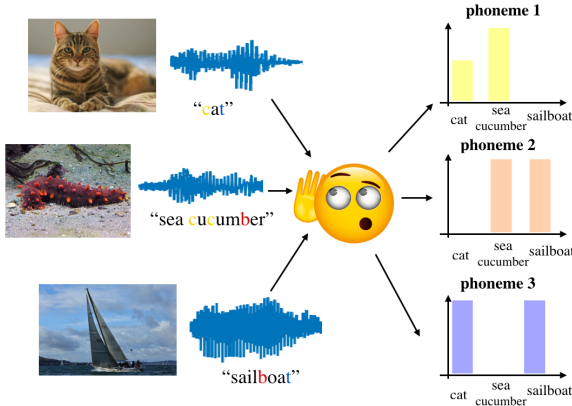 “cat”
“sea cucumber”
“sailboat”
phoneme 1
cat
sea
cucumber
sailboat
phoneme 2
cat
sea
cucumber
sailboat
phoneme 3
cat
sea
cucumber
sailboat